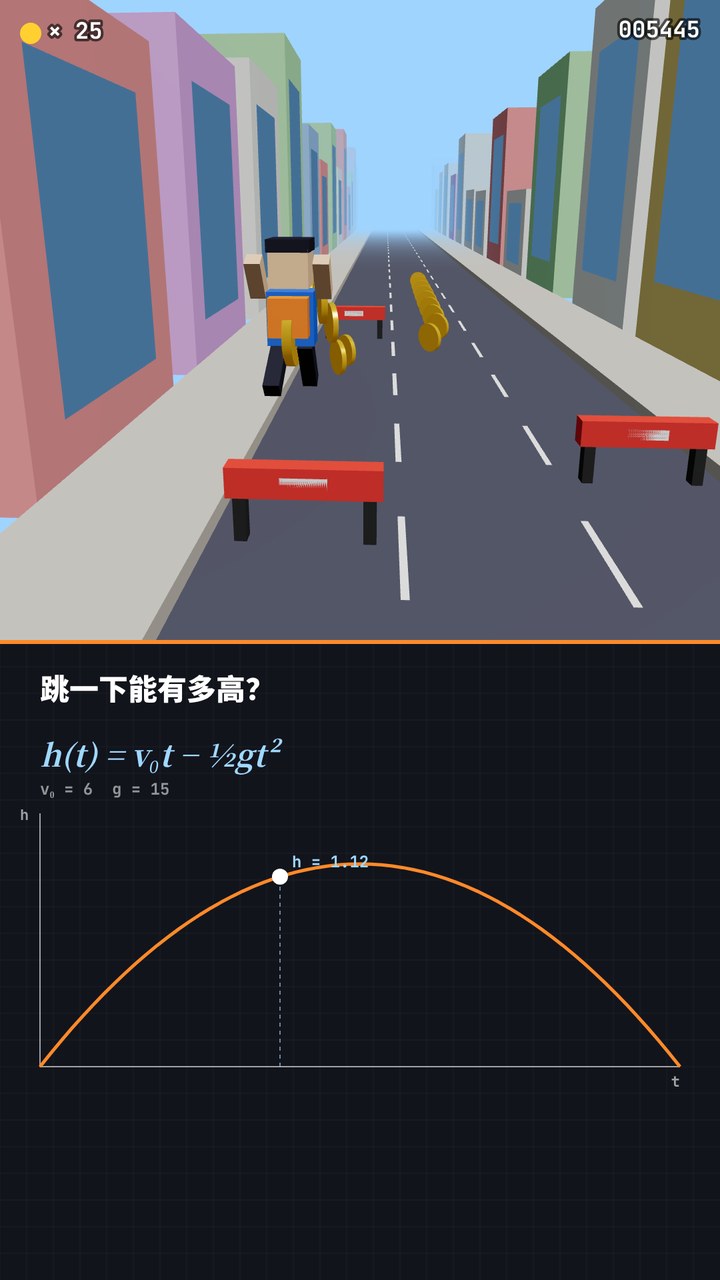 × 25
005445
跳一下能有多高?
h(t) = v₀t − ½gt²
v₀ = 6 g = 15
h
h = 1.12
t